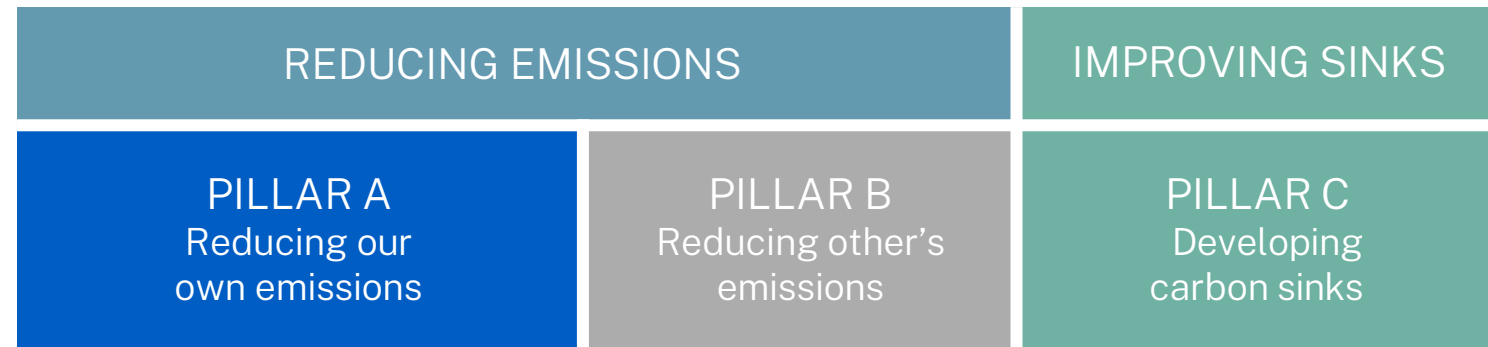 REDUCING EMISSIONS
IMPROVING SINKS
PILLAR A
Reducing our
own emissions
PILLAR B
Reducing other’s
emissions
PILLAR C
Developing
carbon sinks